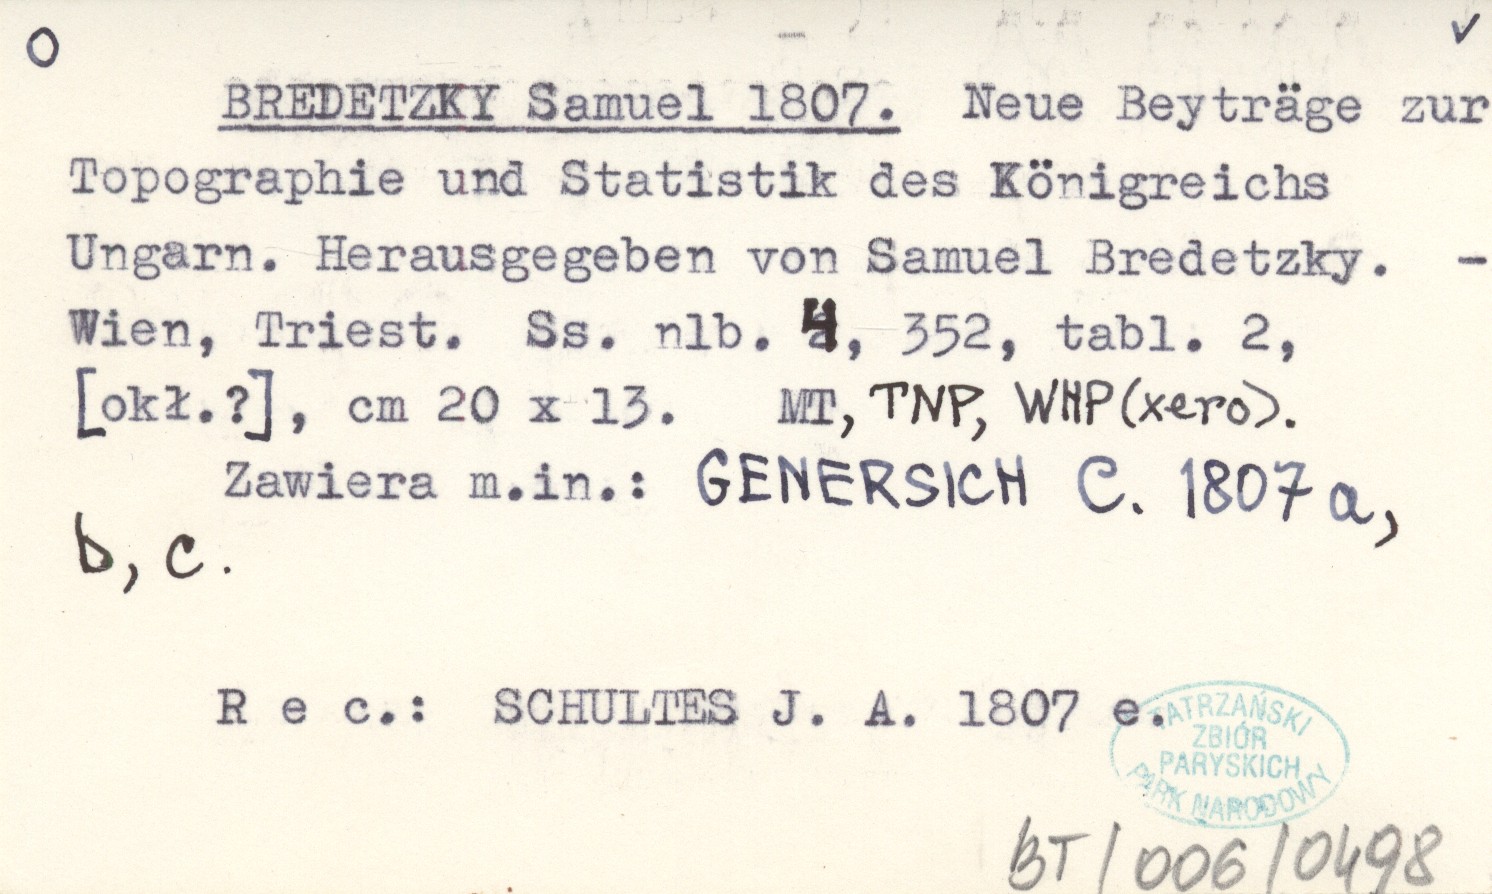 O ✓
BREDETZKY Samuel 1807. Neue Beyträge zur
Topographie und Statistik des Königreichs
Ungarn. Herausgegeben von Samuel Bredetzky. -
Wien, Triest. Ss. nlb. 4, 352, tabl. 2,
[okł.?], cm 20 x 13. MT, TNP, WHP (xero).
Zawiera m.in.: GENERSICH C. 1807 a,
b, c.
R e c.: SCHULTES J. A. 1807 e.
TATRZAŃSKI
ZBIÓR
PARYSKICH
PARK NARODOWY
BT/006/0498